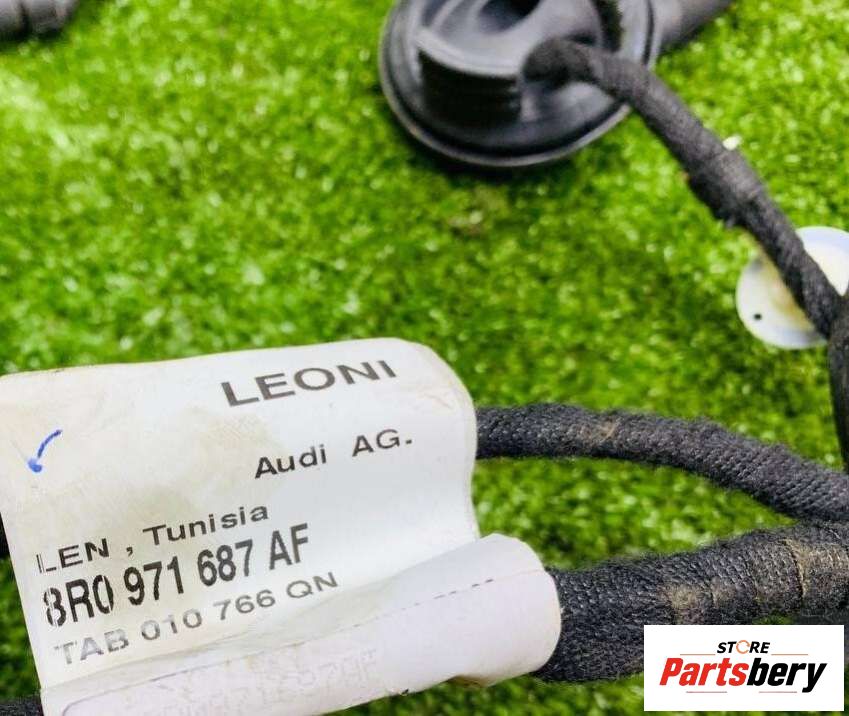 LEONI
Audi AG.
LEN , Tunisia
8R0 971 687 AF
TAB 010 766 QN
STORE
Partsbery